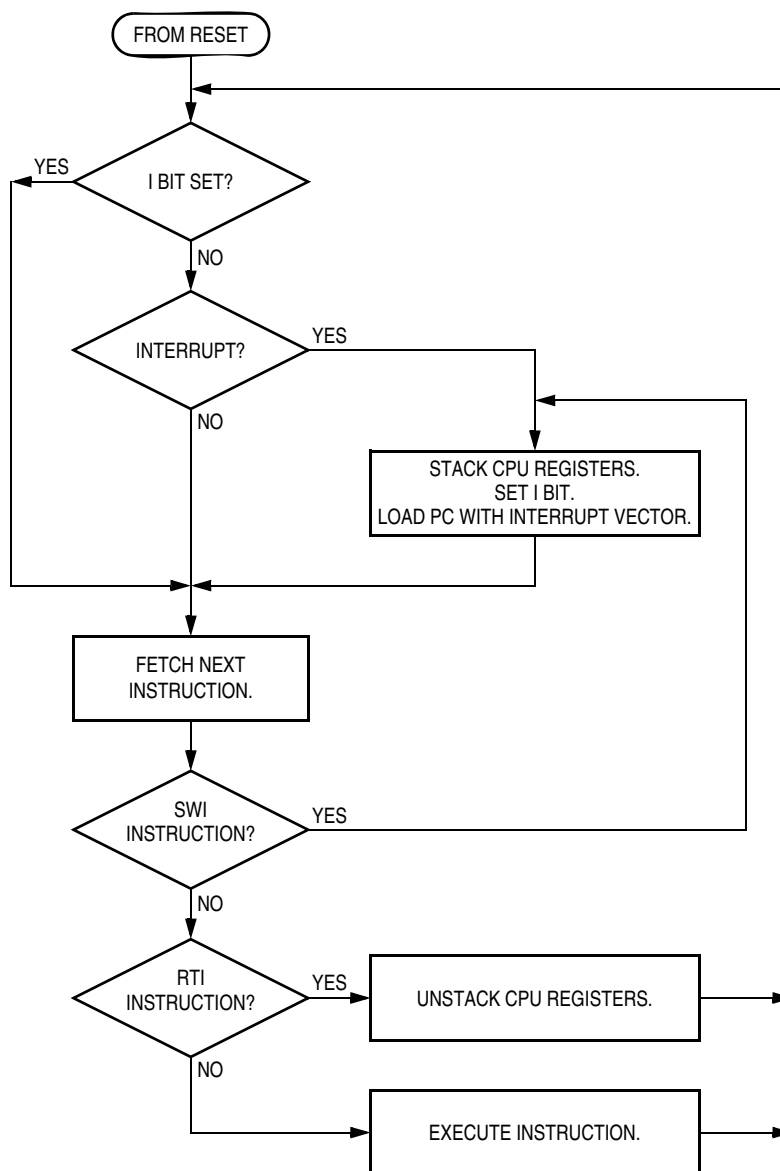 FROM RESET
YES
I BIT SET?
NO
INTERRUPT?
YES
NO
STACK CPU REGISTERS.
SET I BIT.
LOAD PC WITH INTERRUPT VECTOR.
FETCH NEXT
INSTRUCTION.
SWI
INSTRUCTION?
YES
NO
RTI
INSTRUCTION?
YES
UNSTACK CPU REGISTERS.
NO
EXECUTE INSTRUCTION.